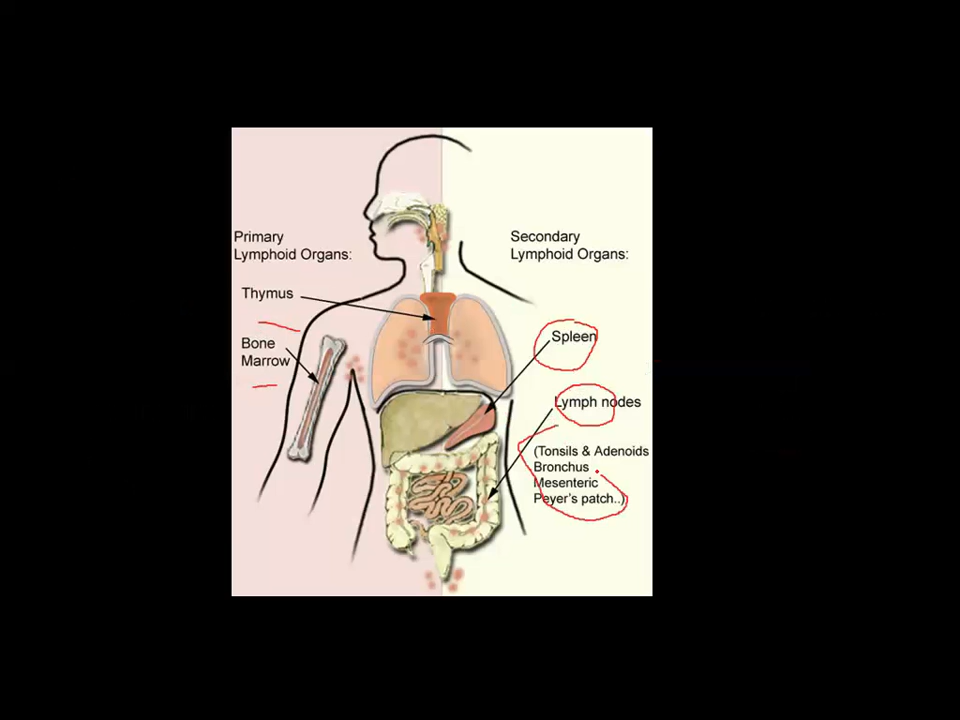 Primary
Lymphoid Organs:
Thymus
Bone
Marrow
Secondary
Lymphoid Organs:
Spleen
Lymph nodes
(Tonsils & Adenoids
Bronchus
Mesenteric
Peyer's patch..)